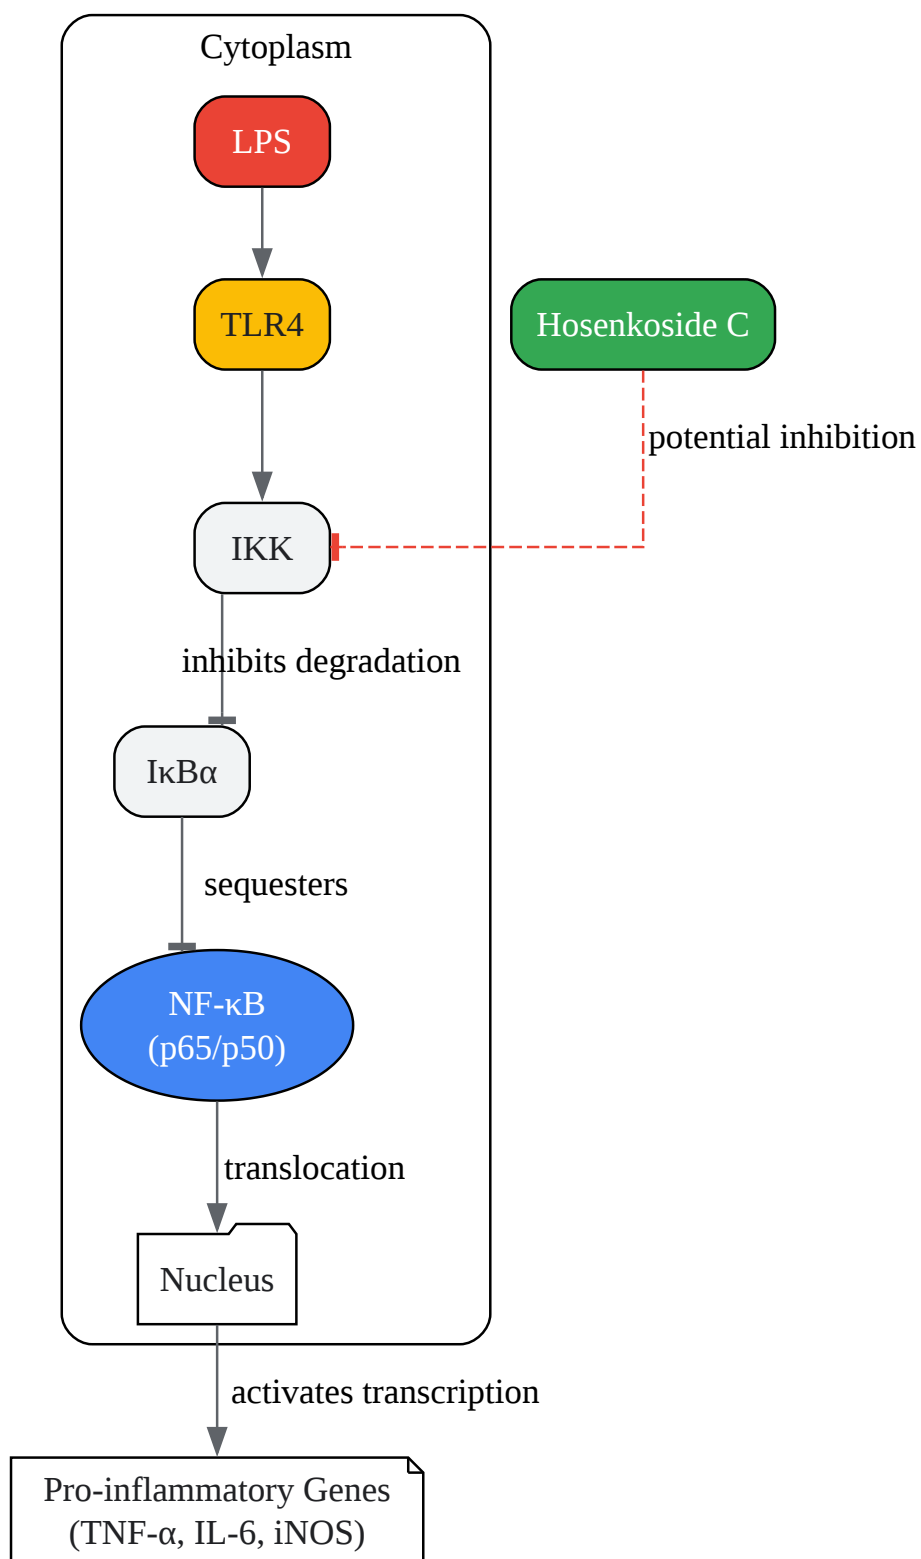 Cytoplasm
LPS
TLR4
Hosenkoside C
potential inhibition
IKK
inhibits degradation
IκBα
sequesters
NF-κB
(p65/p50)
translocation
Nucleus
activates transcription
Pro-inflammatory Genes
(TNF-α, IL-6, iNOS)